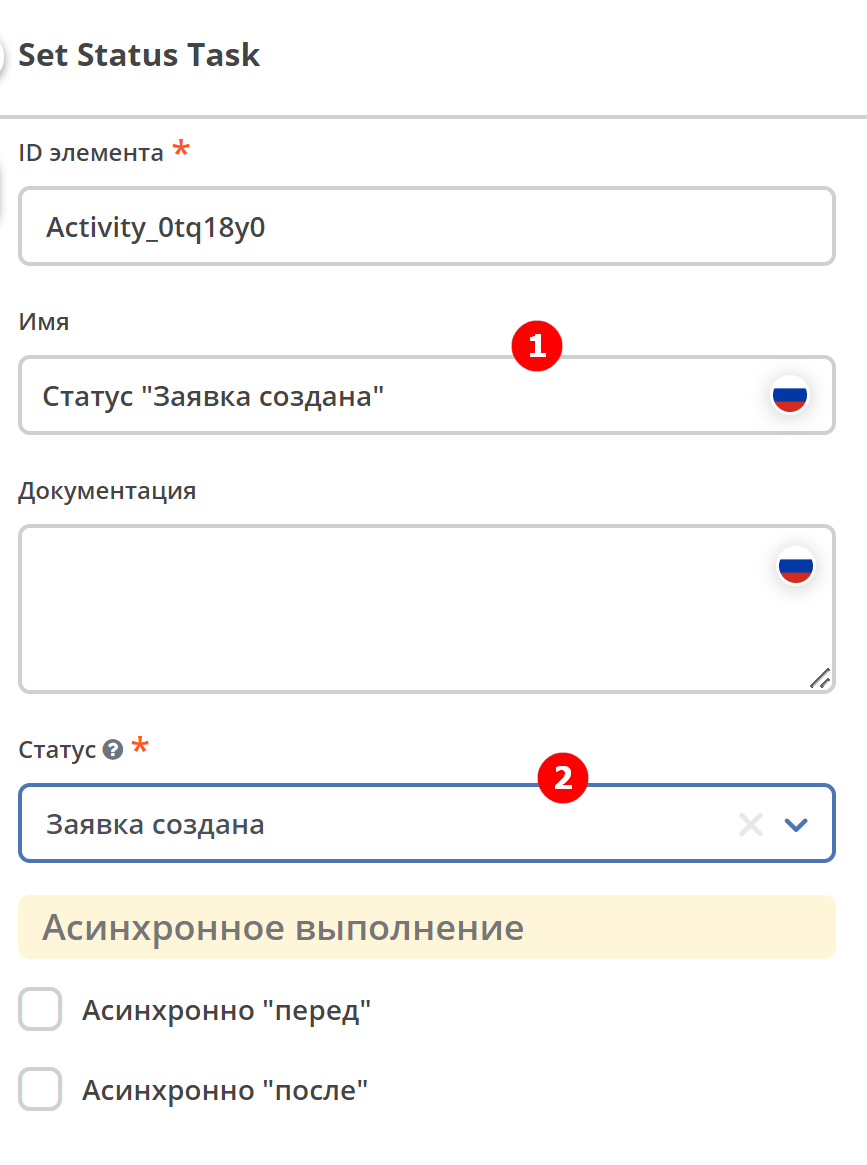 Set Status Task
ID элемента *
Activity_0tq18y0
Имя
1
Статус "Заявка создана"
Документация
Статус ? *
2
Заявка создана
Асинхронное выполнение
Асинхронно "перед"
Асинхронно "после"